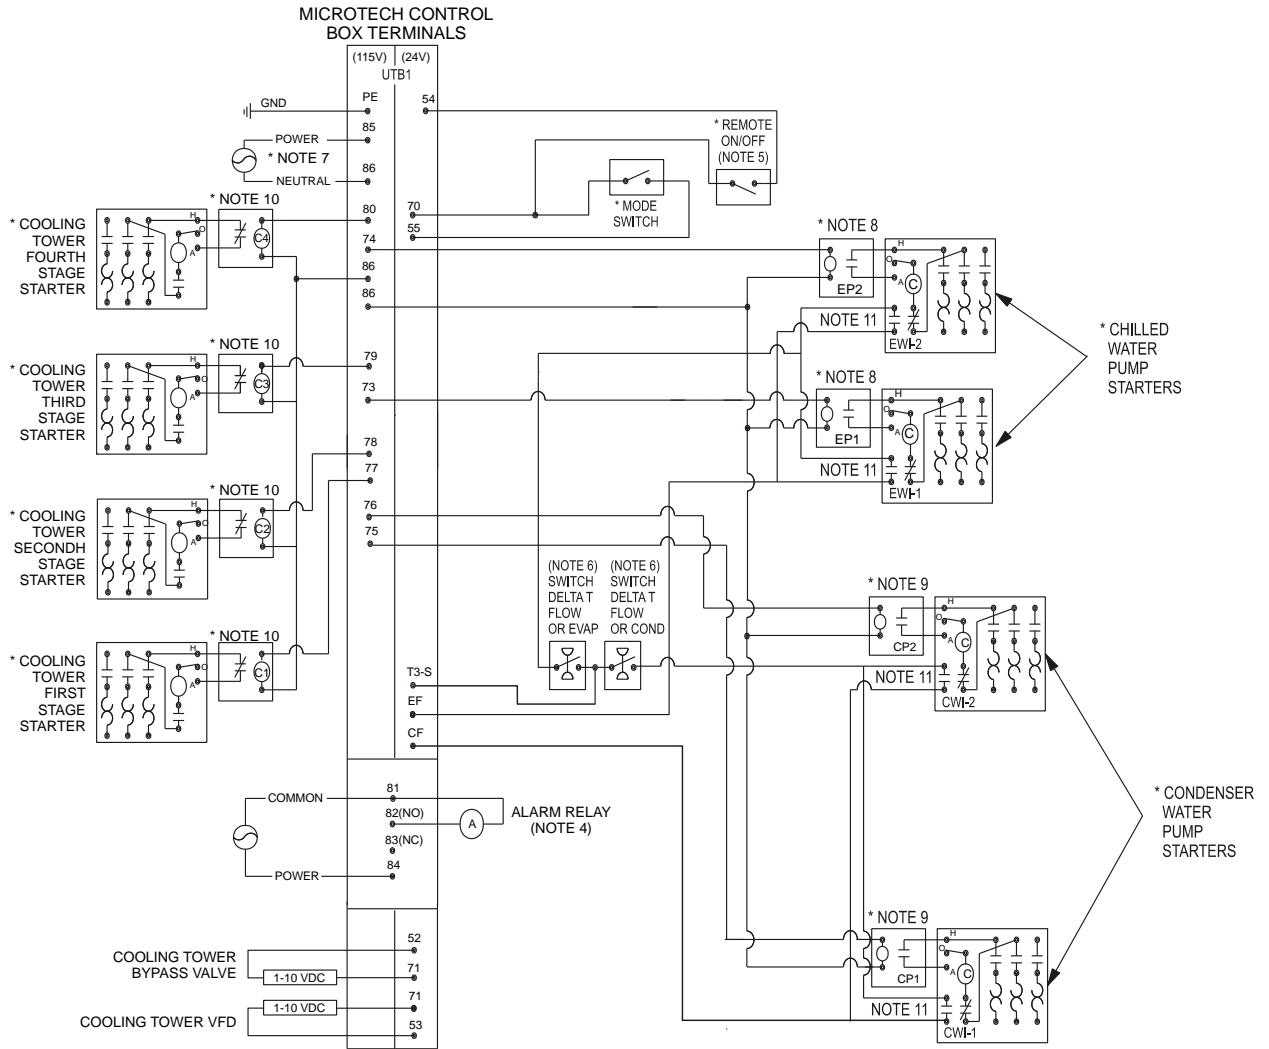 MICROTECH CONTROL
BOX TERMINALS
(115V) (24V)
UTB1
GND
PE
54
85
POWER
* NOTE 7
86
NEUTRAL
* REMOTE
ON/OFF
(NOTE 5)
* MODE
SWITCH
* NOTE 10
* COOLING
TOWER
FOURTH
STAGE
STARTER
H
O
A
C4
80
70
55
74
86
86
* NOTE 8
EP2
H
O
A
C
NOTE 11
EWI-2
* CHILLED
WATER
PUMP
STARTERS
* NOTE 10
* COOLING
TOWER
THIRD
STAGE
STARTER
H
O
A
C3
79
73
* NOTE 8
EP1
H
O
A
C
NOTE 11
EWI-1
78
77
* NOTE 10
* COOLING
TOWER
SECONDH
STAGE
STARTER
H
O
A
C2
76
75
(NOTE 6)
SWITCH
DELTA T
FLOW
OR EVAP
(NOTE 6)
SWITCH
DELTA T
FLOW
OR COND
* NOTE 9
CP2
H
O
A
C
NOTE 11
CWI-2
* NOTE 10
* COOLING
TOWER
FIRST
STAGE
STARTER
H
O
A
C1
T3-S
EF
CF
* CONDENSER
WATER
PUMP
STARTERS
COMMON
81
82(NO)
A
ALARM RELAY
(NOTE 4)
83(NC)
84
POWER
* NOTE 9
CP1
H
O
A
C
NOTE 11
CWI-1
COOLING TOWER
BYPASS VALVE
52
1-10 VDC
71
71
1-10 VDC
COOLING TOWER VFD
53